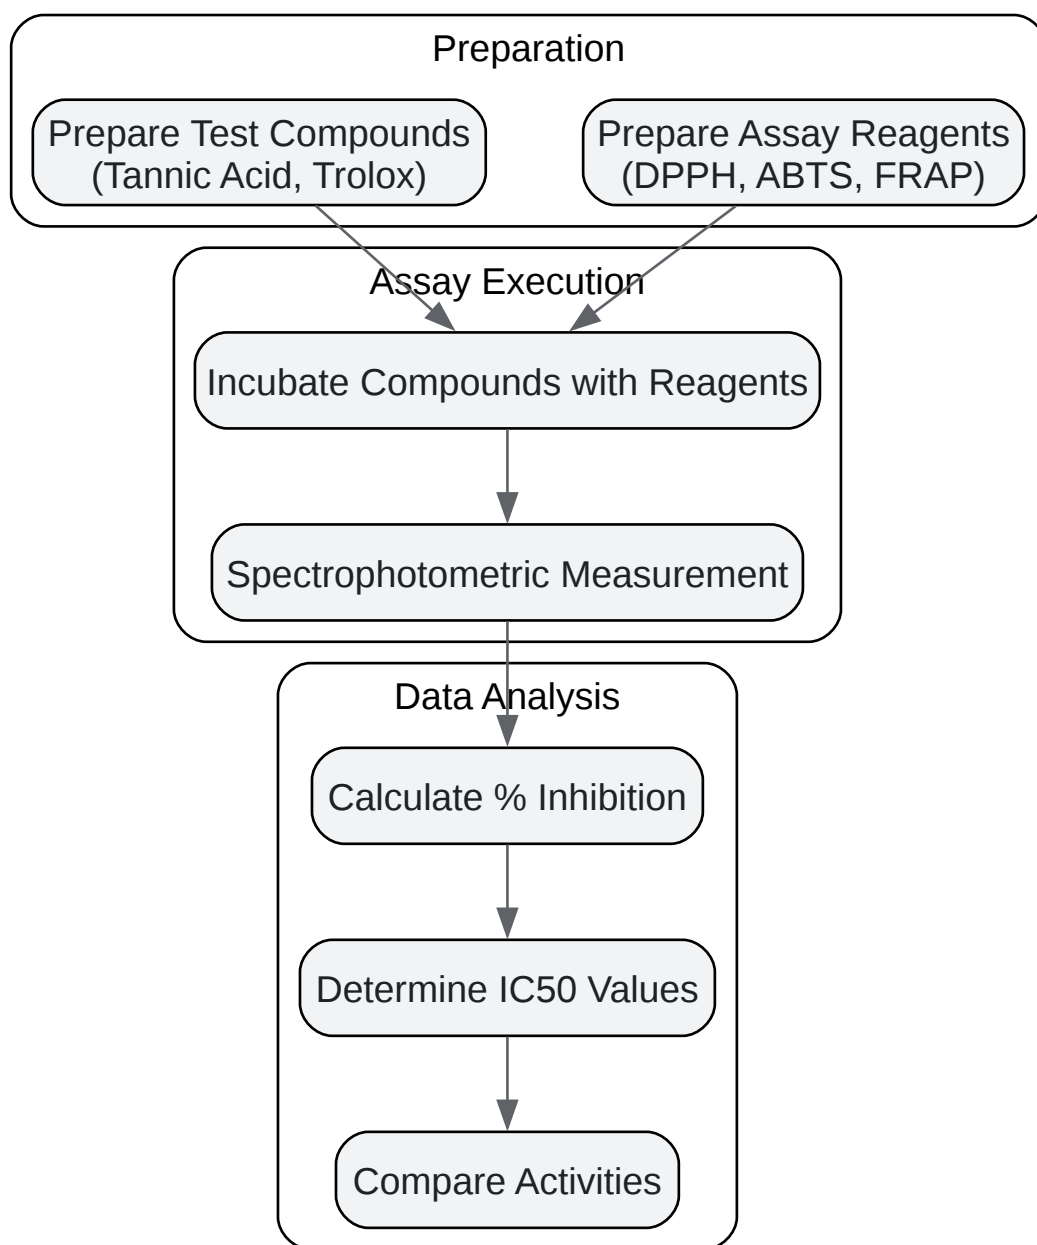 Preparation
Prepare Test Compounds
(Tannic Acid, Trolox)
Prepare Assay Reagents
(DPPH, ABTS, FRAP)
Assay Execution
Incubate Compounds with Reagents
Spectrophotometric Measurement
Data Analysis
Calculate % Inhibition
Determine IC50 Values
Compare Activities